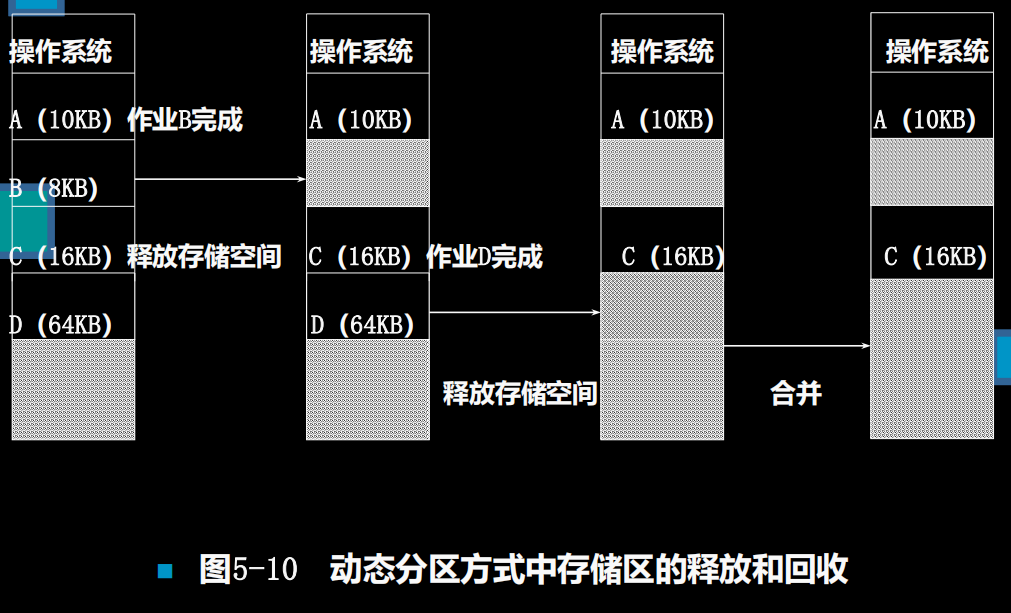 操作系统 操作系统 操作系统 操作系统
A（10KB）作业B完成 A（10KB） A（10KB） A（10KB）
B（8KB）
C（16KB）释放存储空间 C（16KB）作业D完成 C（16KB） C（16KB）
D（64KB） D（64KB）
释放存储空间 合并
图5-10 动态分区方式中存储区的释放和回收